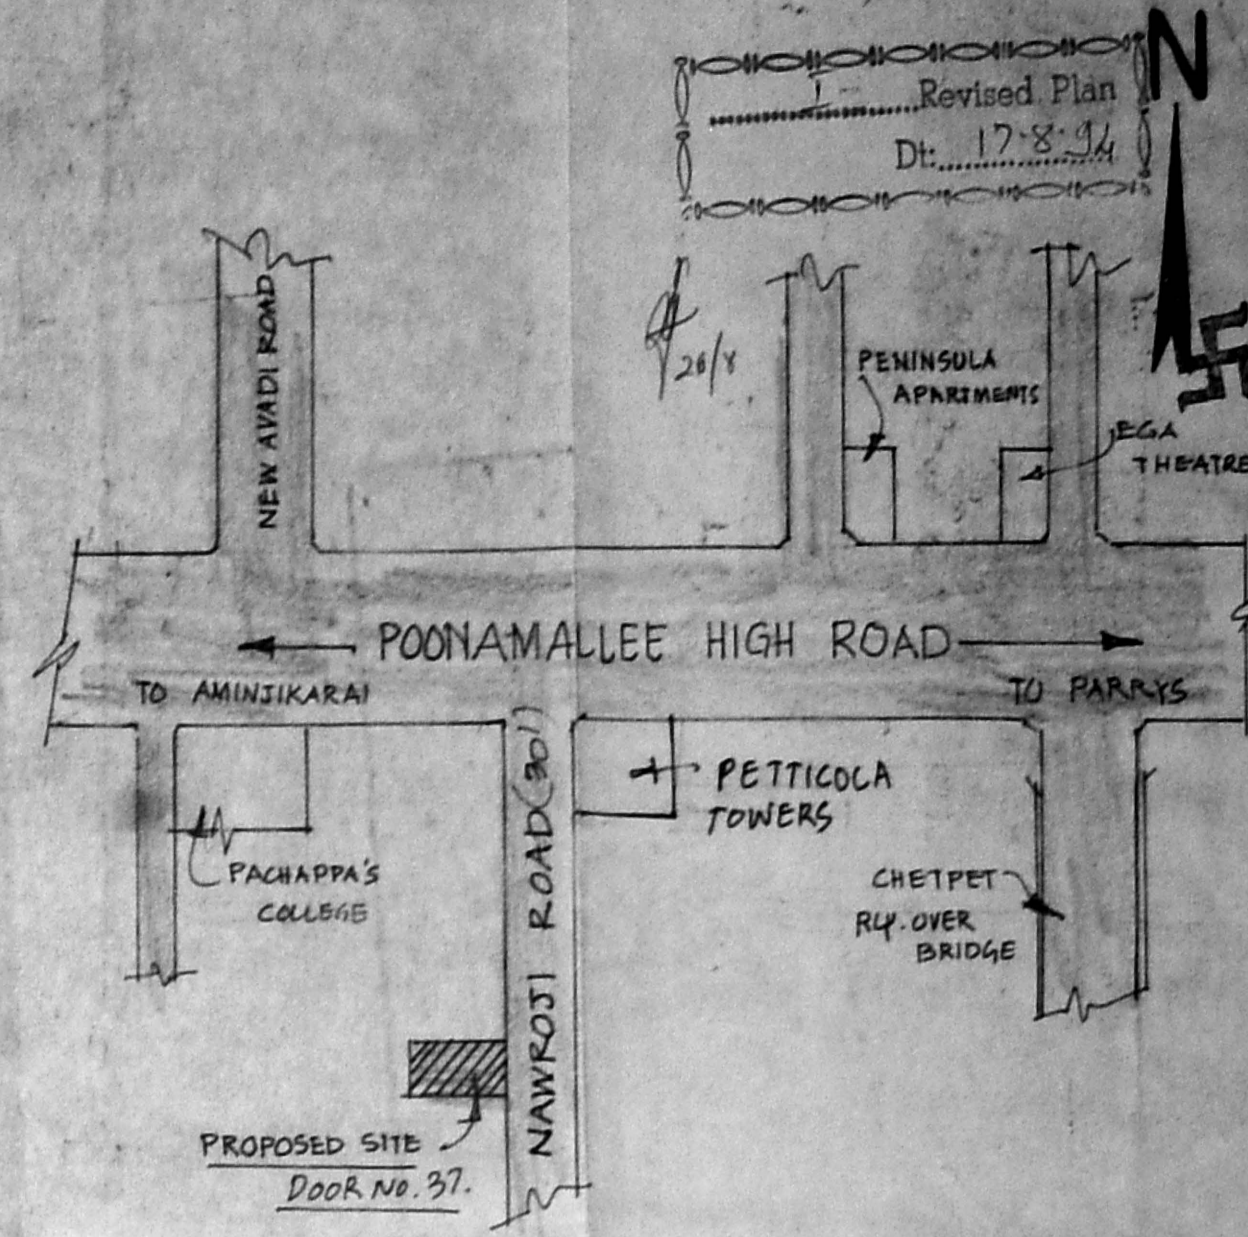 N
I Revised Plan
Dt: 17-8-94
26/8
NEW AVADI ROAD
PENINSULA
APARTMENTS
EGA
THEATRE
POONAMALLEE HIGH ROAD
TO AMINJIKARAI
TO PARRYS
NAWROJI ROAD (30')
PETTICOLA
TOWERS
PACHAPPA'S
COLLEGE
CHETPET
RLY. OVER
BRIDGE
PROPOSED SITE
DOOR NO. 37.